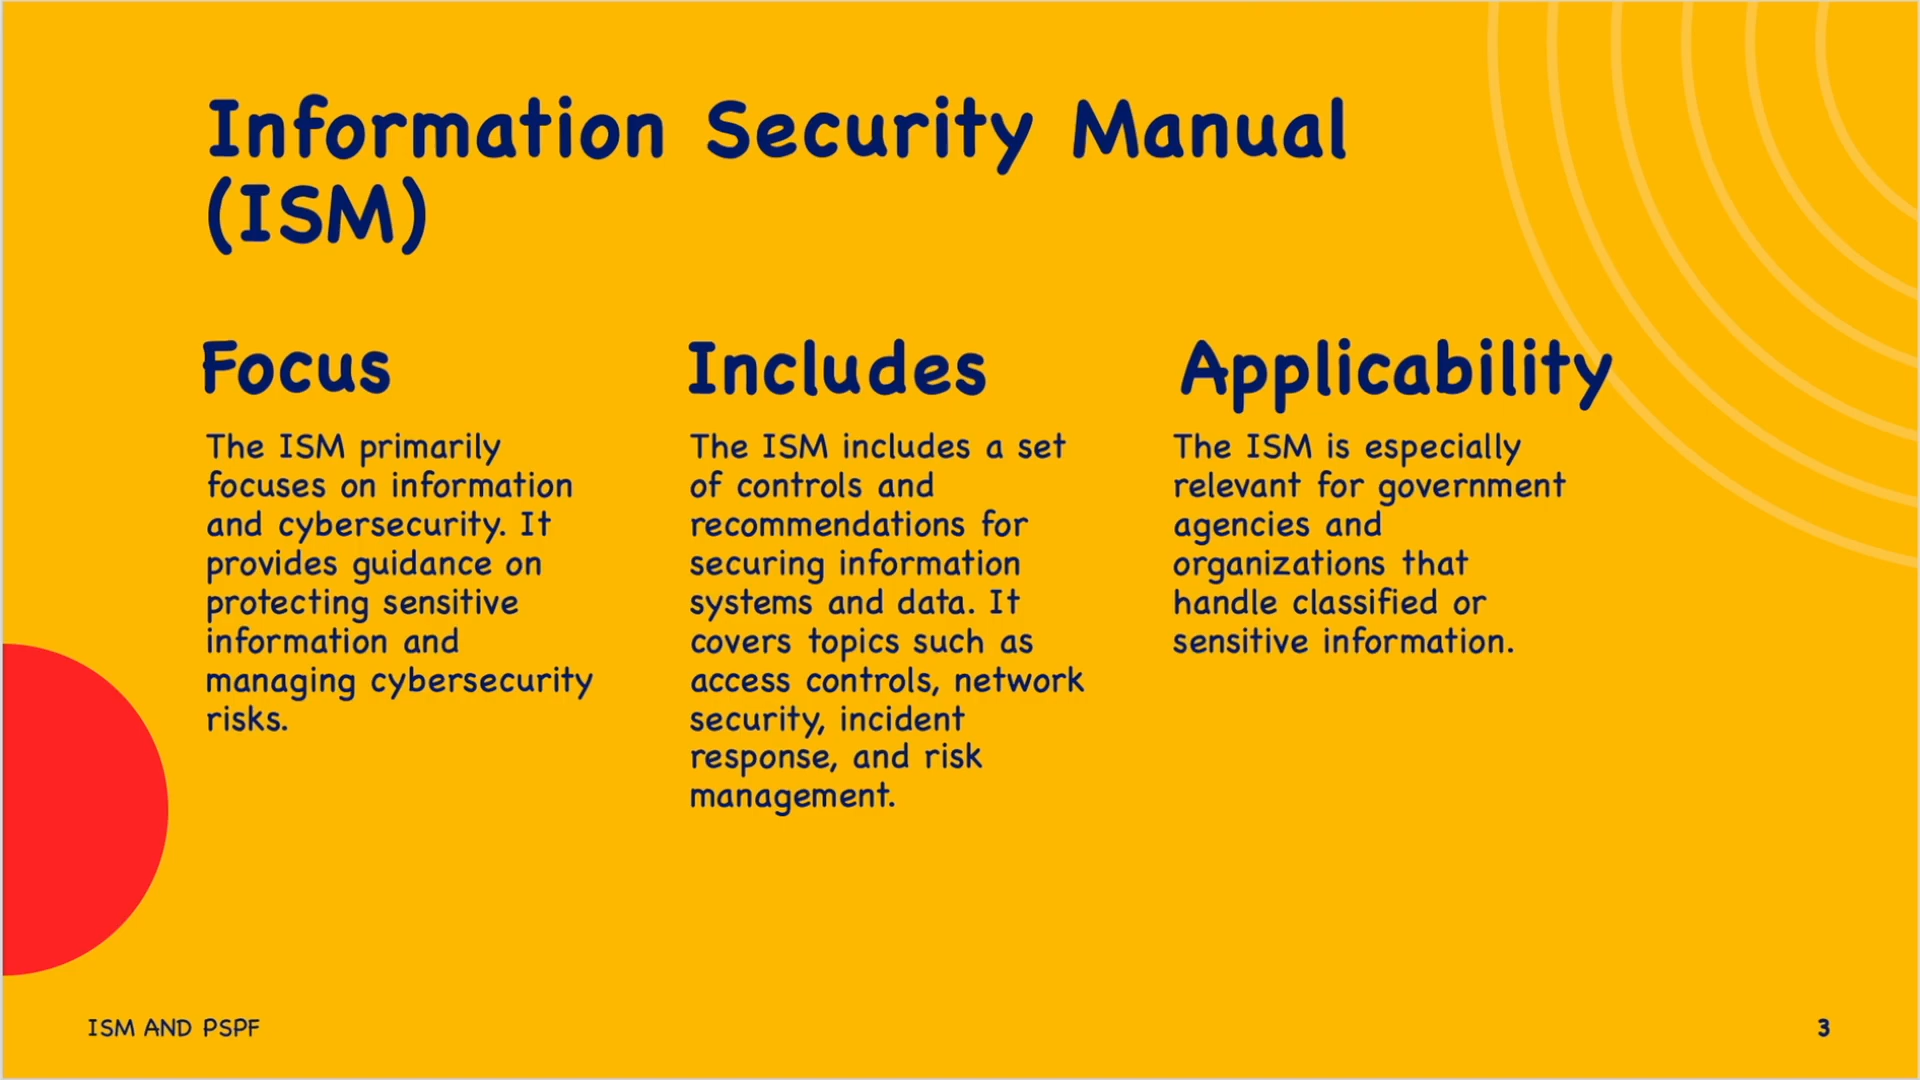 Information Security Manual
(ISM)
Focus
The ISM primarily
focuses on information
and cybersecurity. It
provides guidance on
protecting sensitive
information and
managing cybersecurity
risks.
Includes
The ISM includes a set
of controls and
recommendations for
securing information
systems and data. It
covers topics such as
access controls, network
security, incident
response, and risk
management.
Applicability
The ISM is especially
relevant for government
agencies and
organizations that
handle classified or
sensitive information.
ISM AND PSPF
3